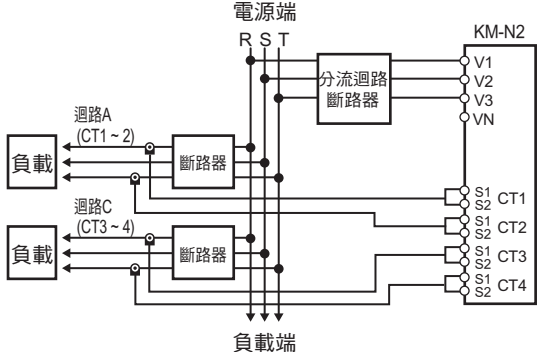 電源端
R S T
KM-N2
分流迴路
斷路器
V1
V2
V3
VN
迴路A
(CT1 ~ 2)
負載
斷路器
S1
S2
CT1
S1
S2
CT2
迴路C
(CT3 ~ 4)
負載
斷路器
S1
S2
CT3
S1
S2
CT4
負載端